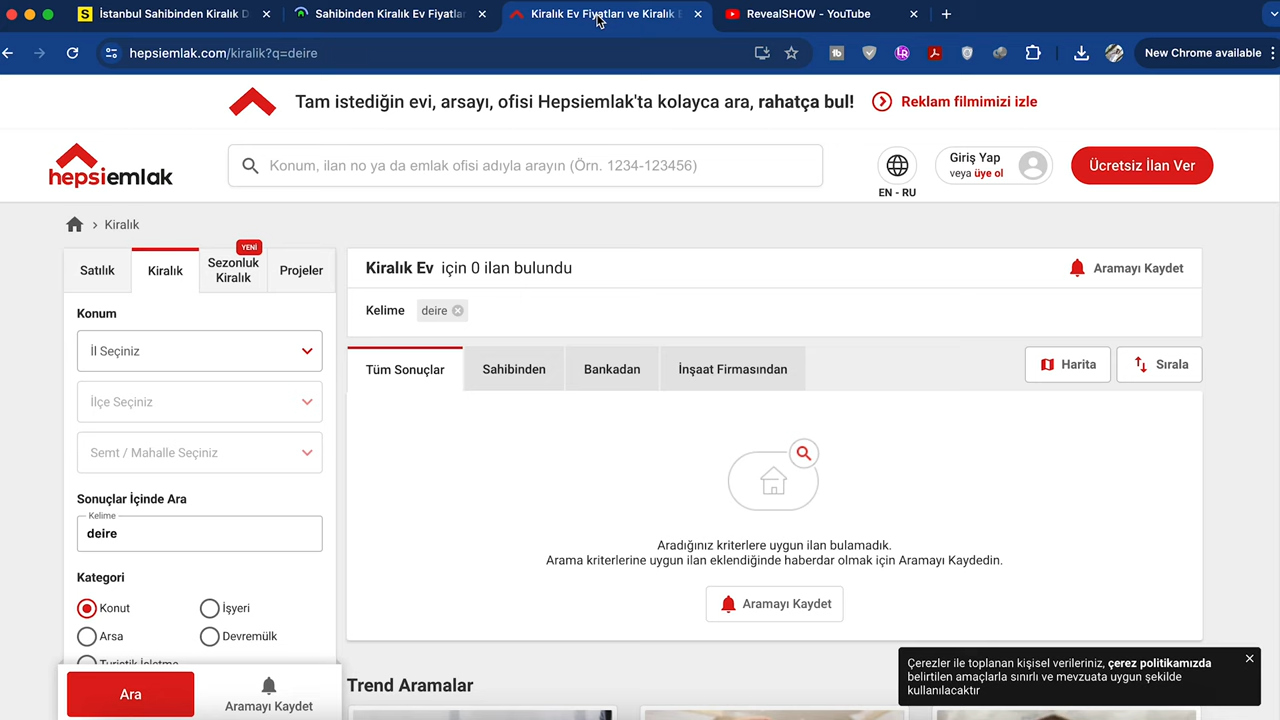 İstanbul Sahibinden Kiralık D
Sahibinden Kiralık Ev Fiyatlar
Kiralık Ev Fiyatları ve Kiralık E
RevealSHOW - YouTube
hepsiemlak.com/kiralik?q=deire
New Chrome available
Tam istediğin evi, arsayı, ofisi Hepsiemlak'ta kolayca ara, rahatça bul!
Reklam filmimizi izle
hepsiemlak
Konum, ilan no ya da emlak ofisi adıyla arayın (Örn. 1234-123456)
EN - RU
Giriş Yap
veya üye ol
Ücretsiz İlan Ver
Kiralık
Satılık
Kiralık
YENİ
Sezonluk
Kiralık
Projeler
Konum
İl Seçiniz
İlçe Seçiniz
Semt / Mahalle Seçiniz
Sonuçlar İçinde Ara
Kelime
deire
Kategori
Konut
İşyeri
Arsa
Devremülk
Turistik İşletme
Ara
Aramayı Kaydet
Kiralık Ev için 0 ilan bulundu
Aramayı Kaydet
Kelime deire
Tüm Sonuçlar
Sahibinden
Bankadan
İnşaat Firmasından
Harita
Sırala
Aradığınız kriterlere uygun ilan bulamadık.
Arama kriterlerine uygun ilan eklendiğinde haberdar olmak için Aramayı Kaydedin.
Aramayı Kaydet
Trend Aramalar
Çerezler ile toplanan kişisel verileriniz, çerez politikamızda
belirtilen amaçlarla sınırlı ve mevzuata uygun şekilde
kullanılacaktır